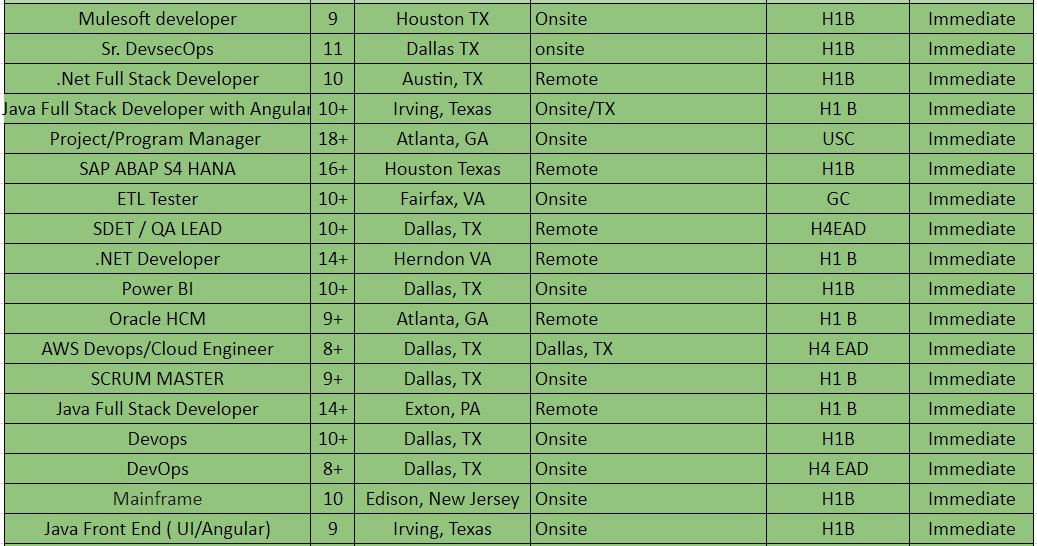 Mulesoft developer 9 Houston TX Onsite H1B Immediate
Sr. DevsecOps 11 Dallas TX onsite H1B Immediate
.Net Full Stack Developer 10 Austin, TX Remote H1B Immediate
Java Full Stack Developer with Angular 10+ Irving, Texas Onsite/TX H1 B Immediate
Project/Program Manager 18+ Atlanta, GA Onsite USC Immediate
SAP ABAP S4 HANA 16+ Houston Texas Remote H1B Immediate
ETL Tester 10+ Fairfax, VA Onsite GC Immediate
SDET / QA LEAD 10+ Dallas, TX Remote H4EAD Immediate
.NET Developer 14+ Herndon VA Remote H1 B Immediate
Power BI 10+ Dallas, TX Onsite H1B Immediate
Oracle HCM 9+ Atlanta, GA Remote H1 B Immediate
AWS Devops/Cloud Engineer 8+ Dallas, TX Dallas, TX H4 EAD Immediate
SCRUM MASTER 9+ Dallas, TX Onsite H1 B Immediate
Java Full Stack Developer 14+ Exton, PA Remote H1 B Immediate
Devops 10+ Dallas, TX Onsite H1B Immediate
DevOps 8+ Dallas, TX Onsite H4 EAD Immediate
Mainframe 10 Edison, New Jersey Onsite H1B Immediate
Java Front End ( UI/Angular) 9 Irving, Texas Onsite H1B Immediate